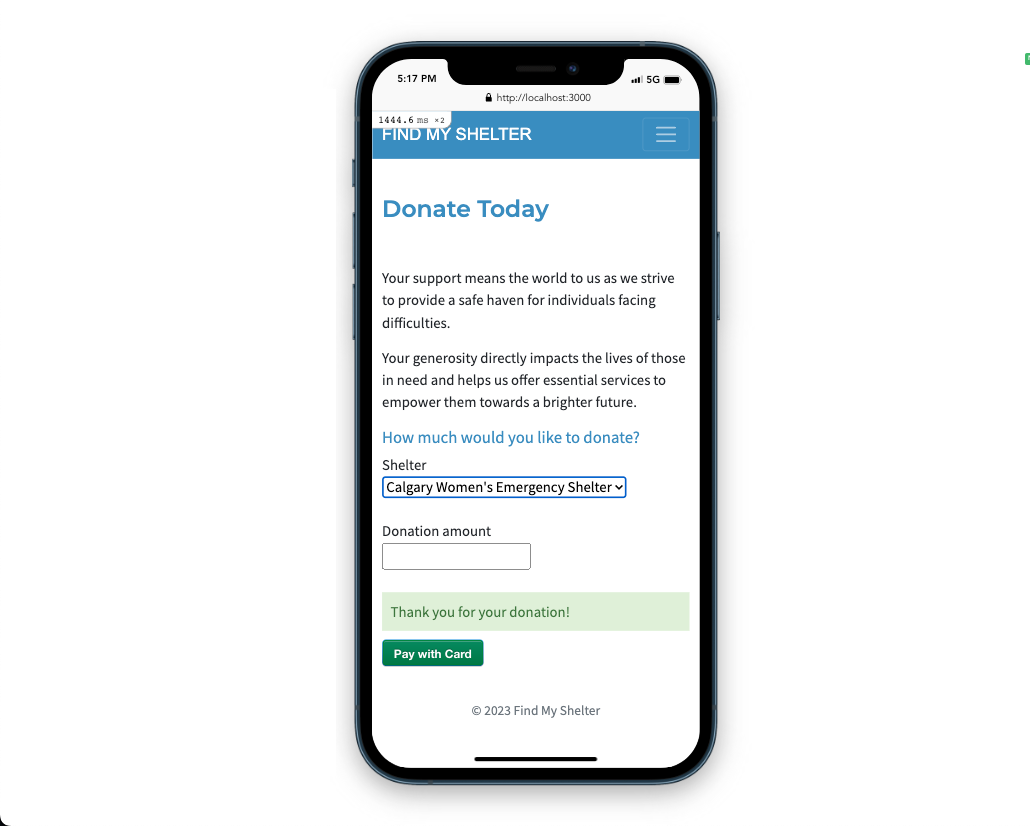 5:17 PM
5G
http://localhost:3000
1444.6 ms ×2
FIND MY SHELTER
Donate Today
Your support means the world to us as we strive
to provide a safe haven for individuals facing
difficulties.
Your generosity directly impacts the lives of those
in need and helps us offer essential services to
empower them towards a brighter future.
How much would you like to donate?
Shelter
Calgary Women's Emergency Shelter
Donation amount
Thank you for your donation!
Pay with Card
© 2023 Find My Shelter